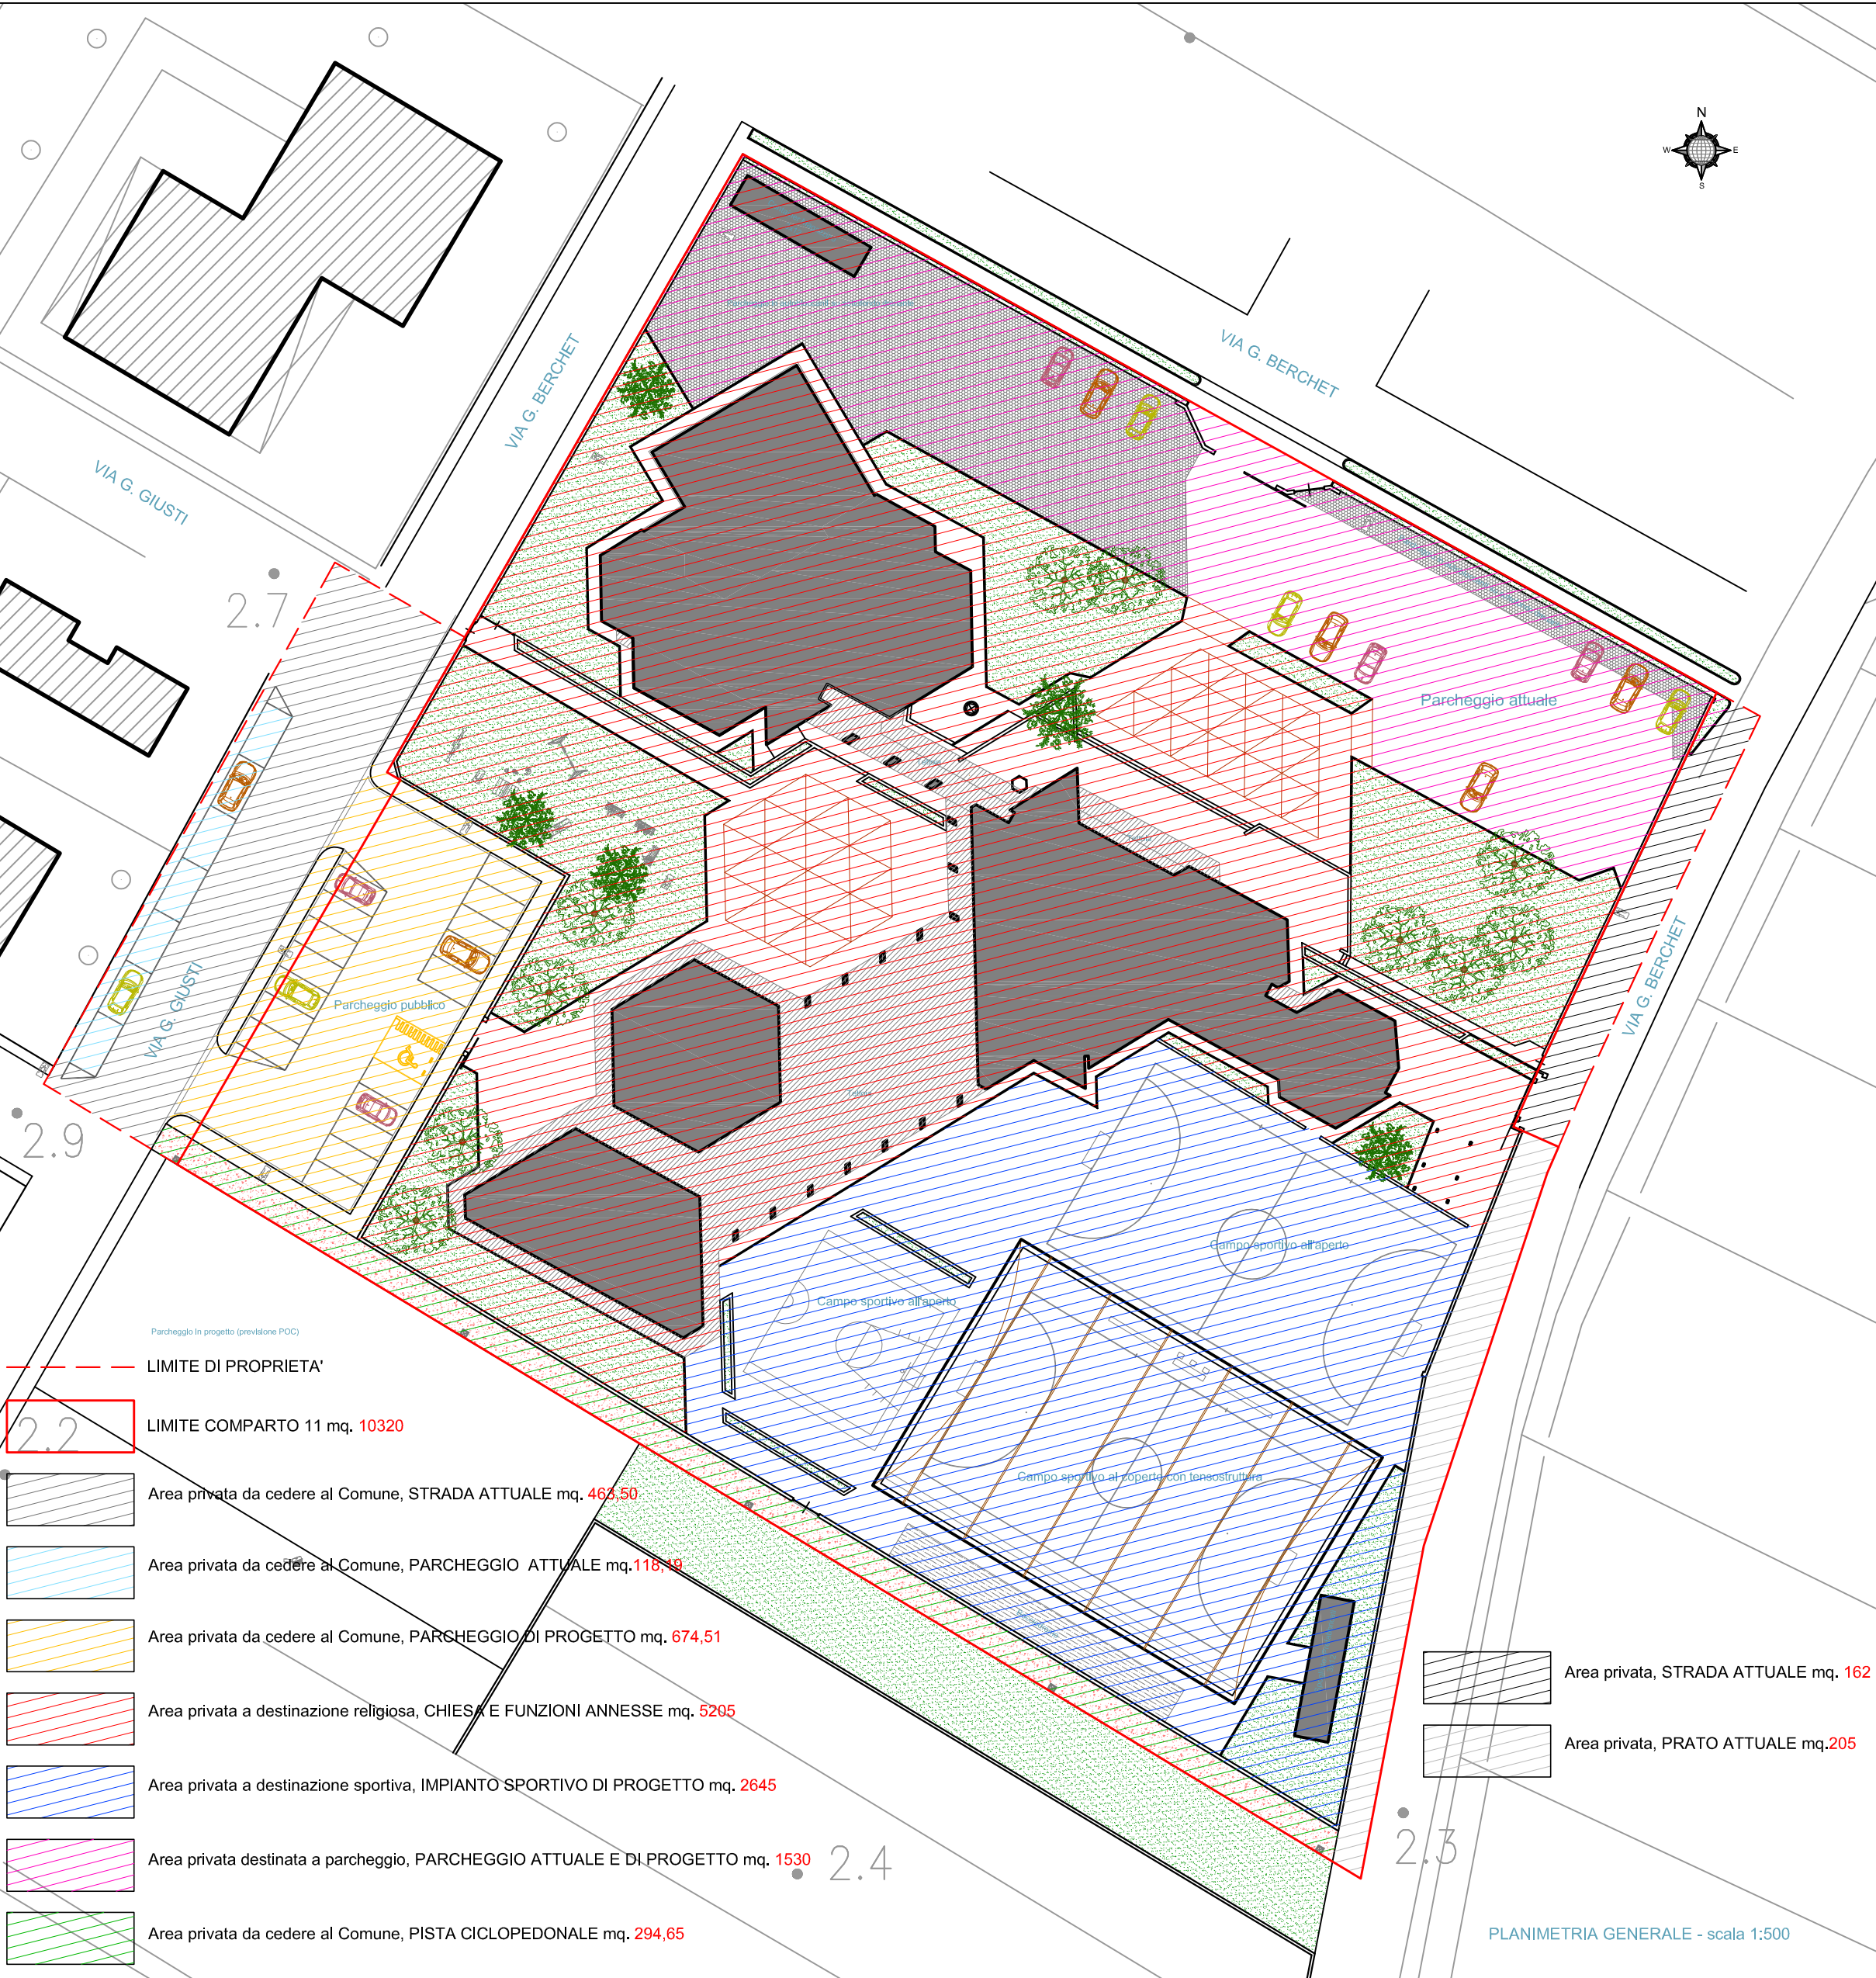 N
W
E
S
VIA G. BERCHET
VIA G. BERCHET
VIA G. GIUSTI
2.7
Parcheggio attuale
VIA G. BERCHET
VIA G. GIUSTI
Parcheggio pubblico
2.9
Campo sportivo all'aperto
Campo sportivo all'aperto
Campo sportivo al coperto con tensostruttura
Parcheggio in progetto (previsione POC)
LIMITE DI PROPRIETA'
2.2
LIMITE COMPARTO 11 mq. 10320
Area privata da cedere al Comune, STRADA ATTUALE mq. 463,50
Area privata da cedere al Comune, PARCHEGGIO ATTUALE mq.118,19
Area privata da cedere al Comune, PARCHEGGIO DI PROGETTO mq. 674,51
Area privata a destinazione religiosa, CHIESA E FUNZIONI ANNESSE mq. 5205
Area privata a destinazione sportiva, IMPIANTO SPORTIVO DI PROGETTO mq. 2645
Area privata destinata a parcheggio, PARCHEGGIO ATTUALE E DI PROGETTO mq. 1530
Area privata da cedere al Comune, PISTA CICLOPEDONALE mq. 294,65
2.4
2.3
Area privata, STRADA ATTUALE mq. 162
Area privata, PRATO ATTUALE mq.205
PLANIMETRIA GENERALE - scala 1:500